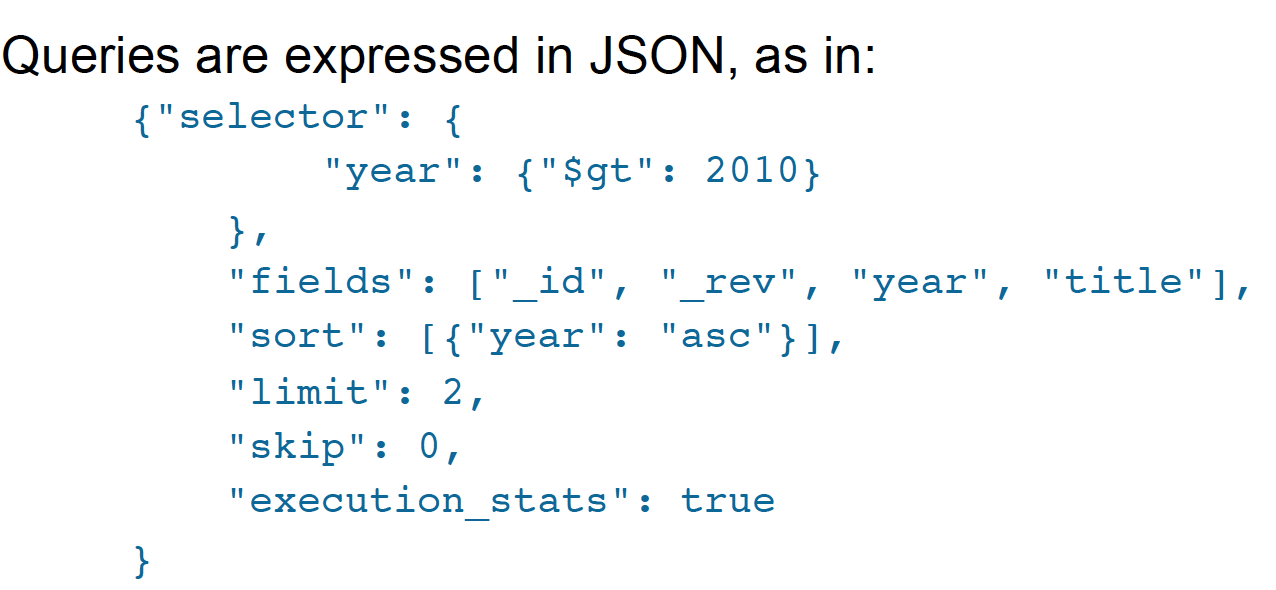 Queries are expressed in JSON, as in:
{"selector": {
"year": {"$gt": 2010}
},
"fields": ["_id", "_rev", "year", "title"],
"sort": [{"year": "asc"}],
"limit": 2,
"skip": 0,
"execution_stats": true
}